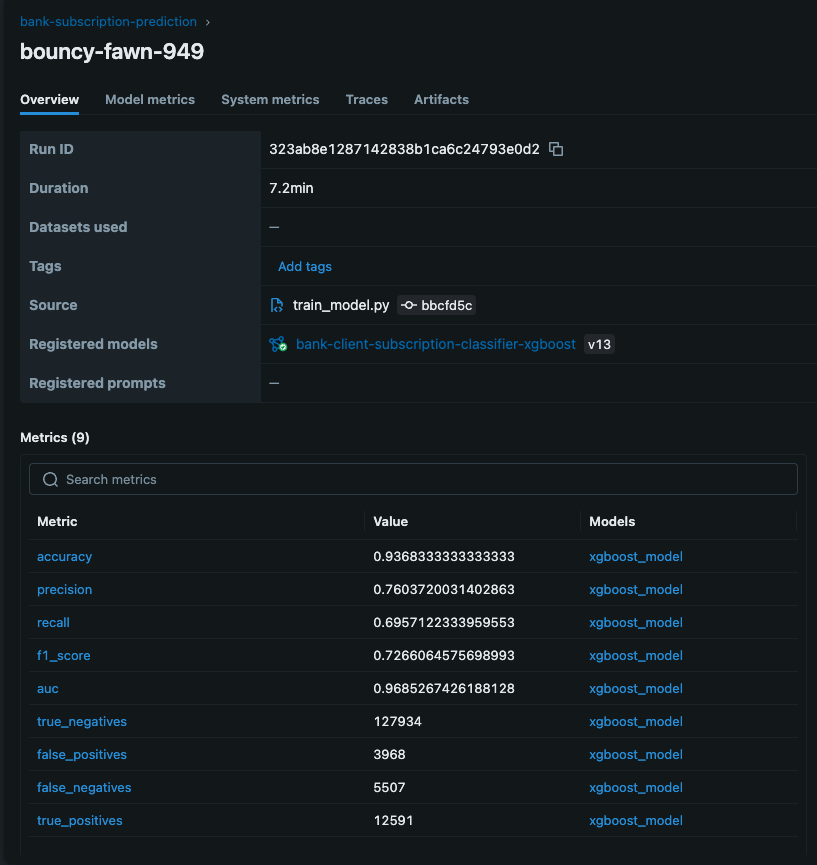 bank-subscription-prediction ›
bouncy-fawn-949
Overview Model metrics System metrics Traces Artifacts
Run ID 323ab8e1287142838b1ca6c24793e0d2
Duration 7.2min
Datasets used —
Tags Add tags
Source train_model.py bbcfd5c
Registered models bank-client-subscription-classifier-xgboost v13
Registered prompts —
Metrics (9)
Search metrics
Metric Value Models
accuracy 0.9368333333333333 xgboost_model
precision 0.7603720031402863 xgboost_model
recall 0.6957122333959553 xgboost_model
f1_score 0.7266064575698993 xgboost_model
auc 0.9685267426188128 xgboost_model
true_negatives 127934 xgboost_model
false_positives 3968 xgboost_model
false_negatives 5507 xgboost_model
true_positives 12591 xgboost_model